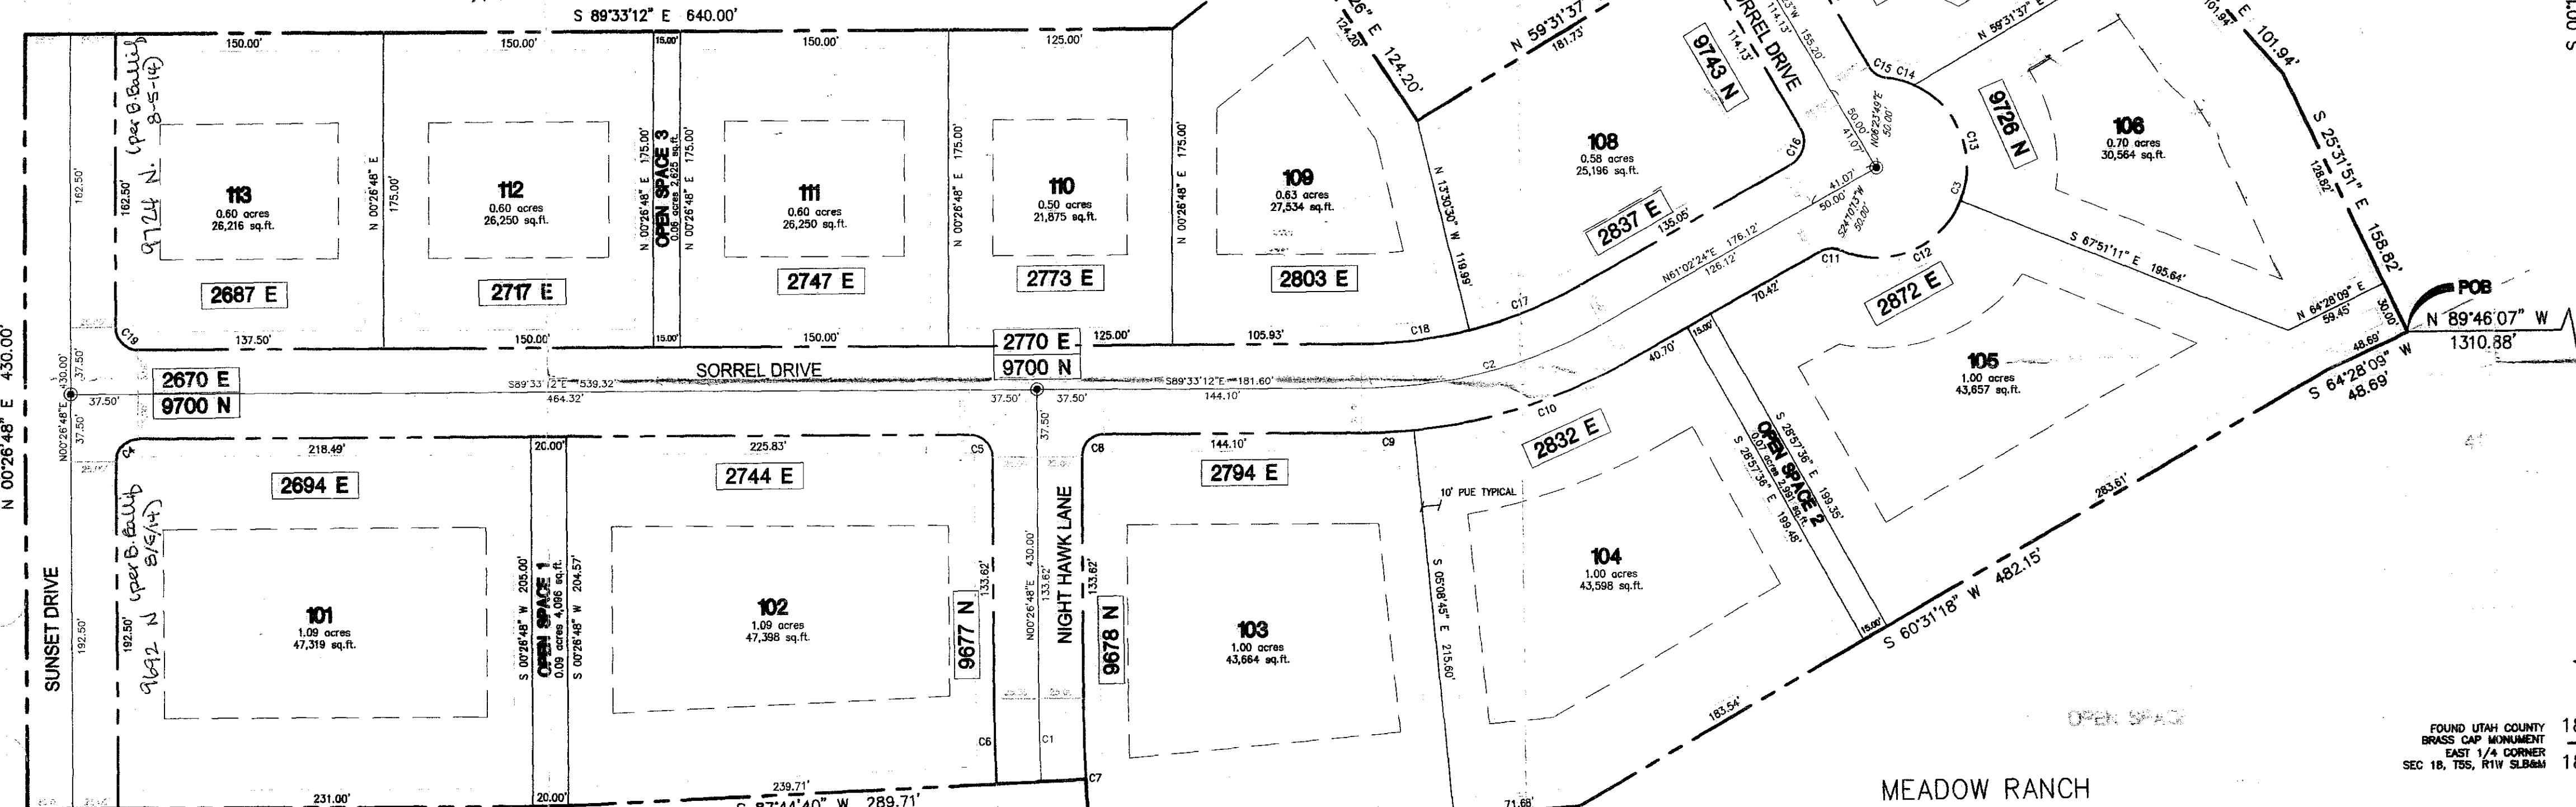 S 89°33'12" E 640.00'
150.00'
150.00'
15.00'
150.00'
125.00'
124.20'
124.20'
N 59°31'37
181.73'
SORREL DRIVE
114.13'
114.13'
155.20'
9743 N
C15 C14
N 59°31'37" E
101.94'
101.94'
S 25°31'51" E 158.82'
128.82'
30.00'
N 00°26'48" E 430.00'
162.50'
162.50'
9724 N. (per B.Ballif
8-5-14)
113
0.60 acres
26,216 sq.ft.
N 00°26'48" E
175.00'
112
0.60 acres
26,250 sq.ft.
N 00°26'48" E 175.00'
OPEN SPACE 3
0.06 acres 2,625 sq.ft.
N 00°26'48" E 175.00'
111
0.60 acres
26,250 sq.ft.
N 00°26'48" E 175.00'
110
0.50 acres
21,875 sq.ft.
N 00°26'48" E 175.00'
109
0.63 acres
27,534 sq.ft.
N 13°30'30" W 119.99'
108
0.58 acres
25,196 sq.ft.
C16
50.00'
41.07'
N06°23'49"E
50.00'
C13
9726 N
106
0.70 acres
30,564 sq.ft.
41.07'
50.00'
S24°10'13"W
50.00'
C3
2687 E
2717 E
2747 E
2773 E
2803 E
2837 E
135.05'
N61°02'24"E 176.12'
126.12'
C11
C12
2872 E
S 67°51'11" E 195.64'
N 64°28'09" E
59.45'
POB
N 89°46'07" W
1310.88'
48.69'
S 64°28'09" W
48.69'
C19
137.50'
150.00'
15.00'
150.00'
125.00'
105.93'
C18
C17
C2
70.42'
15.00'
40.70'
C10
2770 E
9700 N
SORREL DRIVE
2670 E
9700 N
N00°26'48"E 430.00'
37.50'
37.50'
37.50'
S89°33'12"E 539.32'
464.32'
37.50'
37.50'
S89°33'12"E 181.60'
144.10'
37.50'
218.49'
20.00'
225.83'
C5
C8
144.10'
C9
2694 E
2744 E
2794 E
2832 E
105
1.00 acres
43,657 sq.ft.
SUNSET DRIVE
192.50'
192.50'
9692 N (per B.Ballif
8/5/14)
101
1.09 acres
47,319 sq.ft.
S 00°26'48" W 205.00'
OPEN SPACE 1
0.09 acres 4,096 sq.ft.
S 00°26'48" W 204.57'
102
1.09 acres
47,398 sq.ft.
9677 N
133.62'
N00°26'48"E 430.00'
133.62'
NIGHT HAWK LANE
133.62'
9678 N
103
1.00 acres
43,664 sq.ft.
10' PUE TYPICAL
S 05°08'45" E 215.60'
104
1.00 acres
43,598 sq.ft.
S 28°57'36" E 199.35'
OPEN SPACE 2
0.07 acres 2,991 sq.ft.
S 28°57'36" E 199.48'
15.00'
283.61'
S 60°31'18" W 482.15'
183.54'
C6
C1
C7
231.00'
20.00'
239.71'
S 87°44'40" W 289.71'
71.68'
OPEN SPACE
MEADOW RANCH
FOUND UTAH COUNTY
BRASS CAP MONUMENT
EAST 1/4 CORNER
SEC 18, T5S, R1W SLB&M